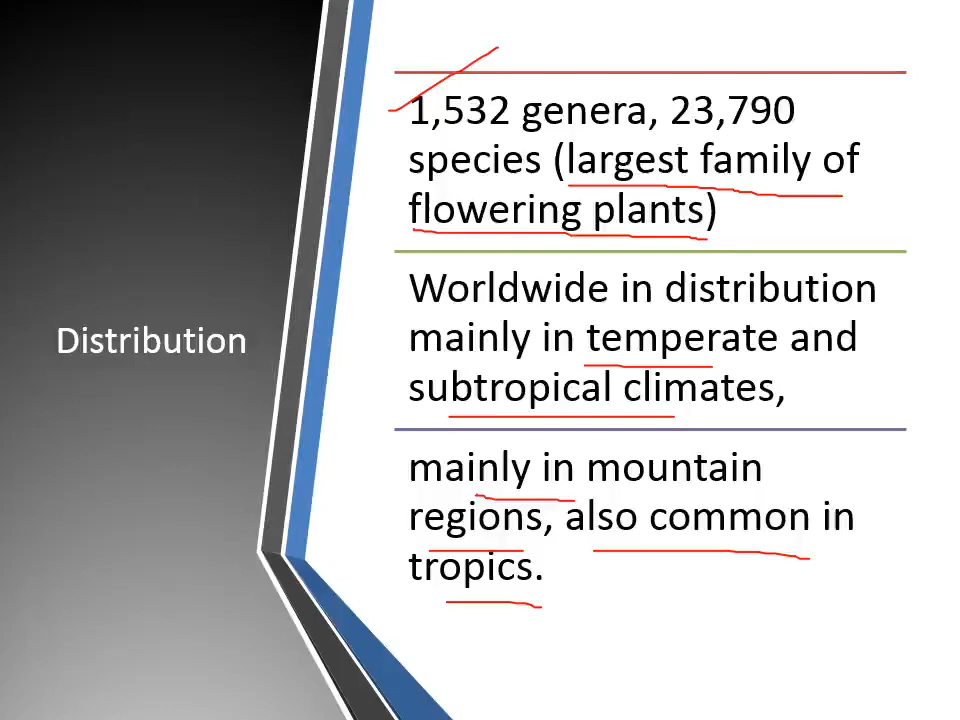 Distribution
1,532 genera, 23,790
species (largest family of
flowering plants)
Worldwide in distribution
mainly in temperate and
subtropical climates,
mainly in mountain
regions, also common in
tropics.